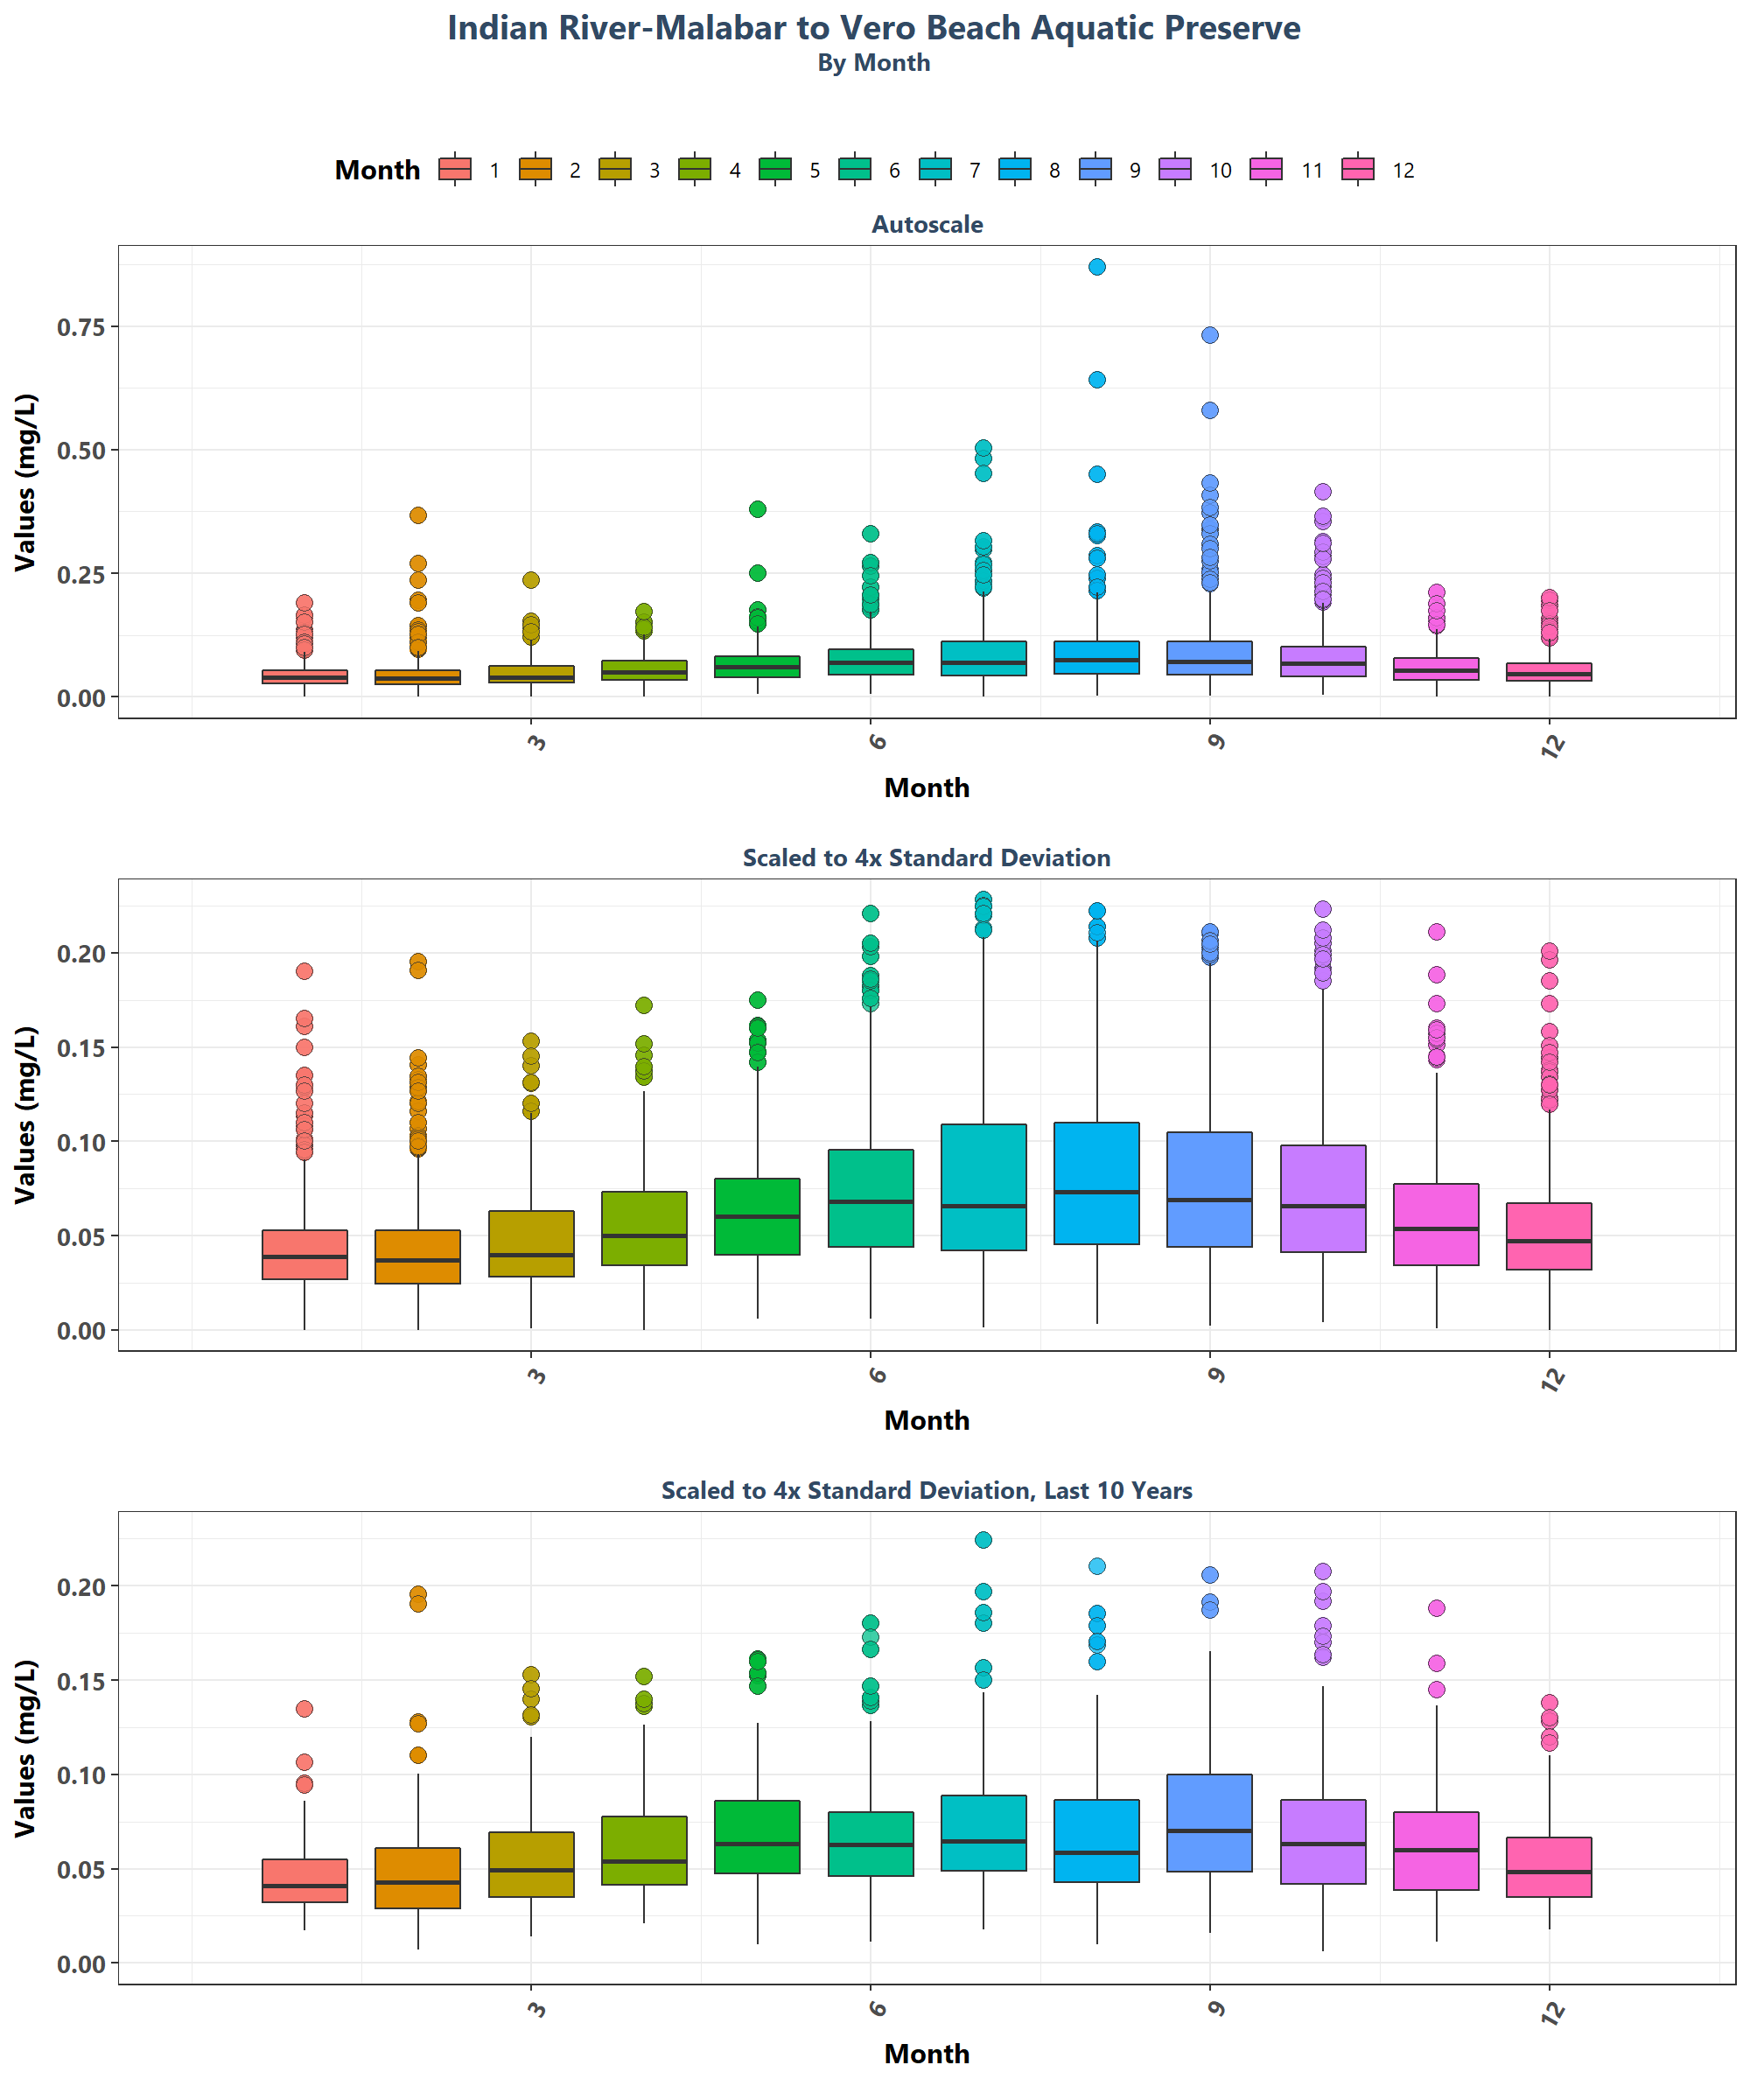 Indian River-Malabar to Vero Beach Aquatic Preserve
By Month
Month 1 2 3 4 5 6 7 8 9 10 11 12
Autoscale
Values (mg/L)
0.75
0.50
0.25
0.00
3 6 9 12
Month
Scaled to 4x Standard Deviation
Values (mg/L)
0.20
0.15
0.10
0.05
0.00
3 6 9 12
Month
Scaled to 4x Standard Deviation, Last 10 Years
Values (mg/L)
0.20
0.15
0.10
0.05
0.00
3 6 9 12
Month